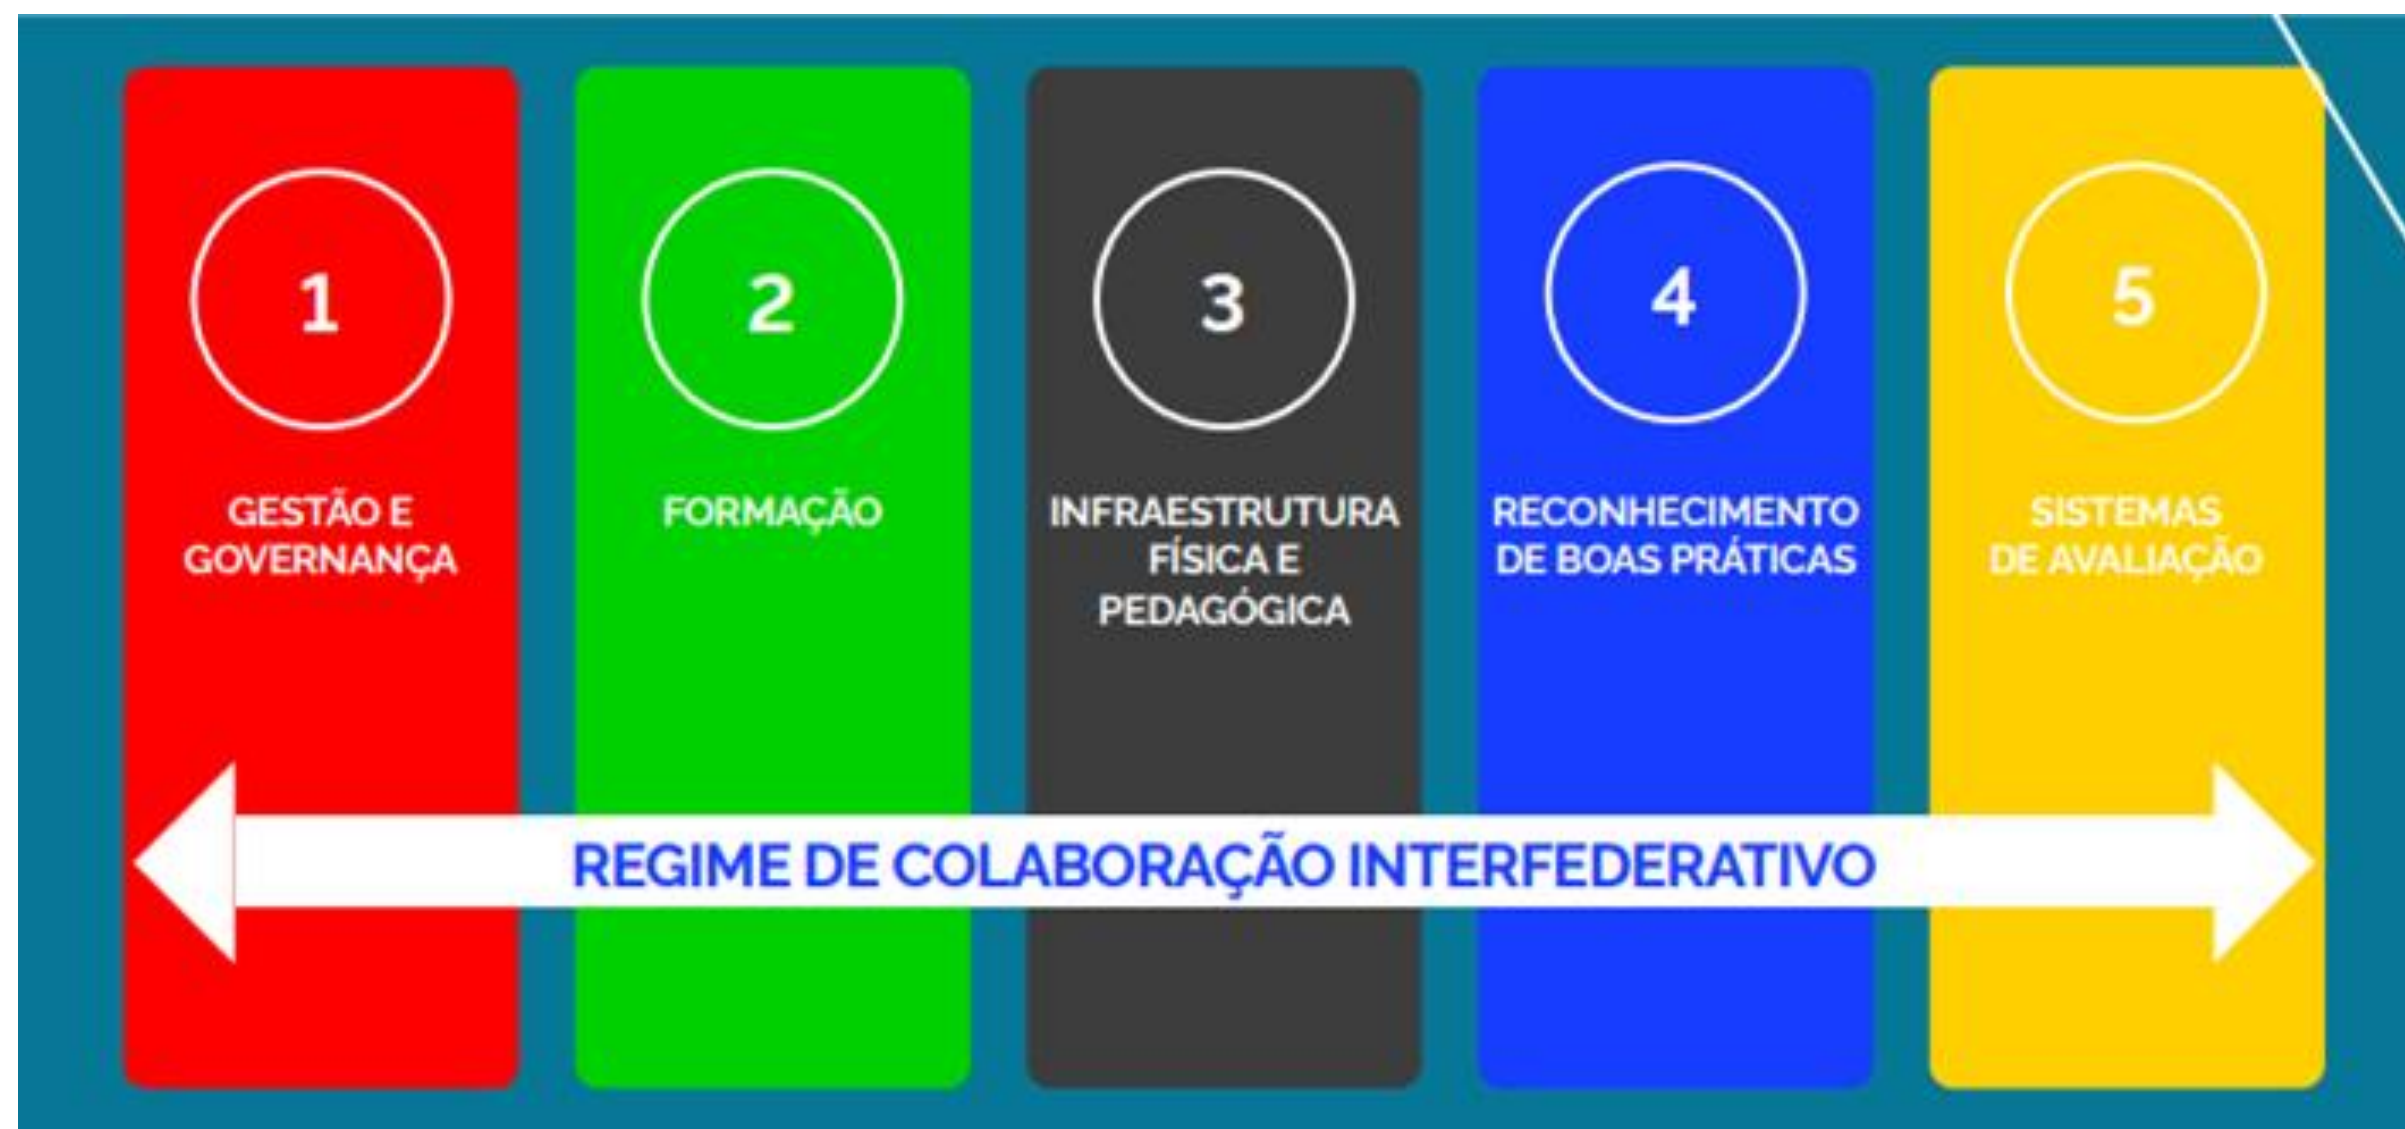 1
GESTÃO E
GOVERNANÇA
2
FORMAÇÃO
3
INFRAESTRUTURA
FÍSICA E
PEDAGÓGICA
4
RECONHECIMENTO
DE BOAS PRÁTICAS
5
SISTEMAS
DE AVALIAÇÃO
REGIME DE COLABORAÇÃO INTERFEDERATIVO